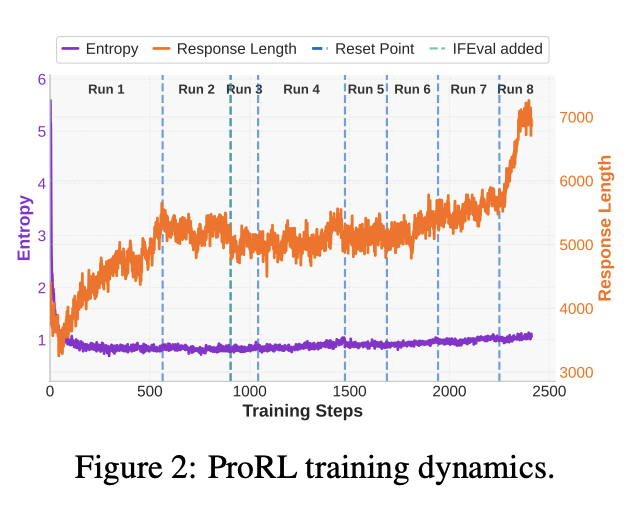 Entropy Response Length Reset Point IFEval added
Run 1 Run 2 Run 3 Run 4 Run 5 Run 6 Run 7 Run 8
Entropy
6
5
4
3
2
1
7000
6000
5000
4000
3000
Response Length
0 500 1000 1500 2000 2500
Training Steps
Figure 2: ProRL training dynamics.